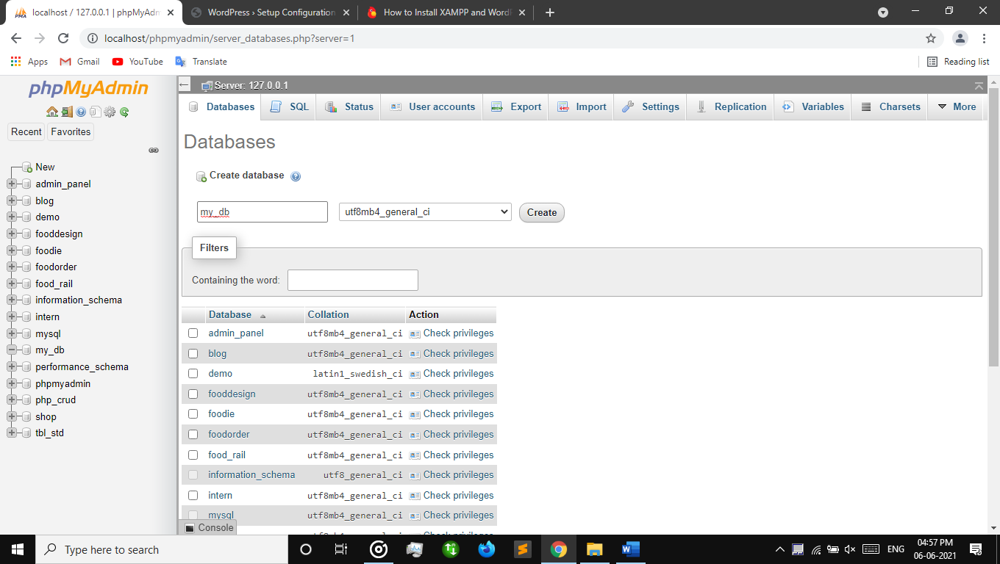 localhost / 127.0.0.1 | phpMyAdm
WordPress › Setup Configuration
How to Install XAMPP and WordP
localhost/phpmyadmin/server_databases.php?server=1
Apps Gmail YouTube Translate Reading list
phpMyAdmin
Recent Favorites
New
admin_panel
blog
demo
fooddesign
foodie
foodorder
food_rail
information_schema
intern
mysql
my_db
performance_schema
phpmyadmin
php_crud
shop
tbl_std
Server: 127.0.0.1
Databases SQL Status User accounts Export Import Settings Replication Variables Charsets More
Databases
Create database
my_db utf8mb4_general_ci Create
Filters
Containing the word:
Database Collation Action
admin_panel utf8mb4_general_ci Check privileges
blog utf8mb4_general_ci Check privileges
demo latin1_swedish_ci Check privileges
fooddesign utf8mb4_general_ci Check privileges
foodie utf8mb4_general_ci Check privileges
foodorder utf8mb4_general_ci Check privileges
food_rail utf8mb4_general_ci Check privileges
information_schema utf8_general_ci Check privileges
intern utf8mb4_general_ci Check privileges
mysql utf8mb4_general_ci Check privileges
Console
Type here to search
ENG
04:57 PM
06-06-2021